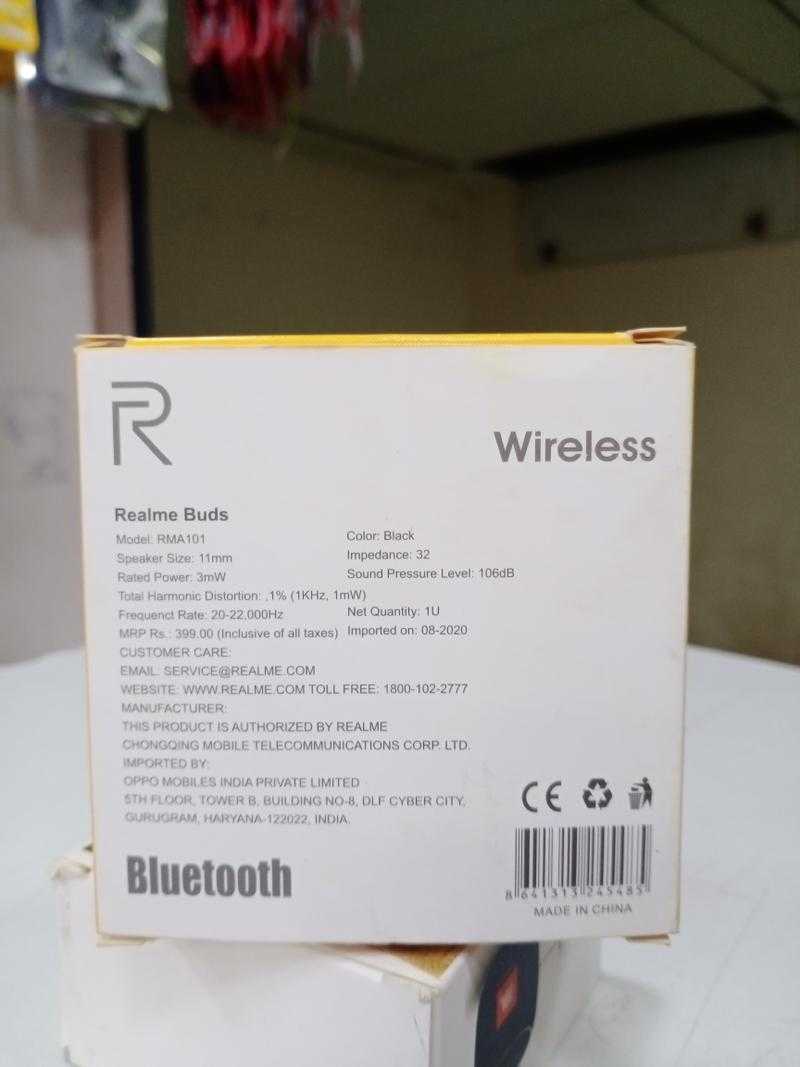 R
Wireless
Realme Buds
Model: RMA101
Color: Black
Speaker Size: 11mm
Impedance: 32
Rated Power: 3mW
Sound Pressure Level: 106dB
Total Harmonic Distortion: ,1% (1KHz, 1mW)
Frequenct Rate: 20-22,000Hz
Net Quantity: 1U
MRP Rs.: 399.00 (Inclusive of all taxes)
Imported on: 08-2020
CUSTOMER CARE:
EMAIL: SERVICE@REALME.COM
WEBSITE: WWW.REALME.COM TOLL FREE: 1800-102-2777
MANUFACTURER:
THIS PRODUCT IS AUTHORIZED BY REALME
CHONGQING MOBILE TELECOMMUNICATIONS CORP. LTD.
IMPORTED BY:
OPPO MOBILES INDIA PRIVATE LIMITED
5TH FLOOR, TOWER B, BUILDING NO-8, DLF CYBER CITY,
GURUGRAM, HARYANA-122022, INDIA.
CE
Bluetooth
8 641313 245485
MADE IN CHINA